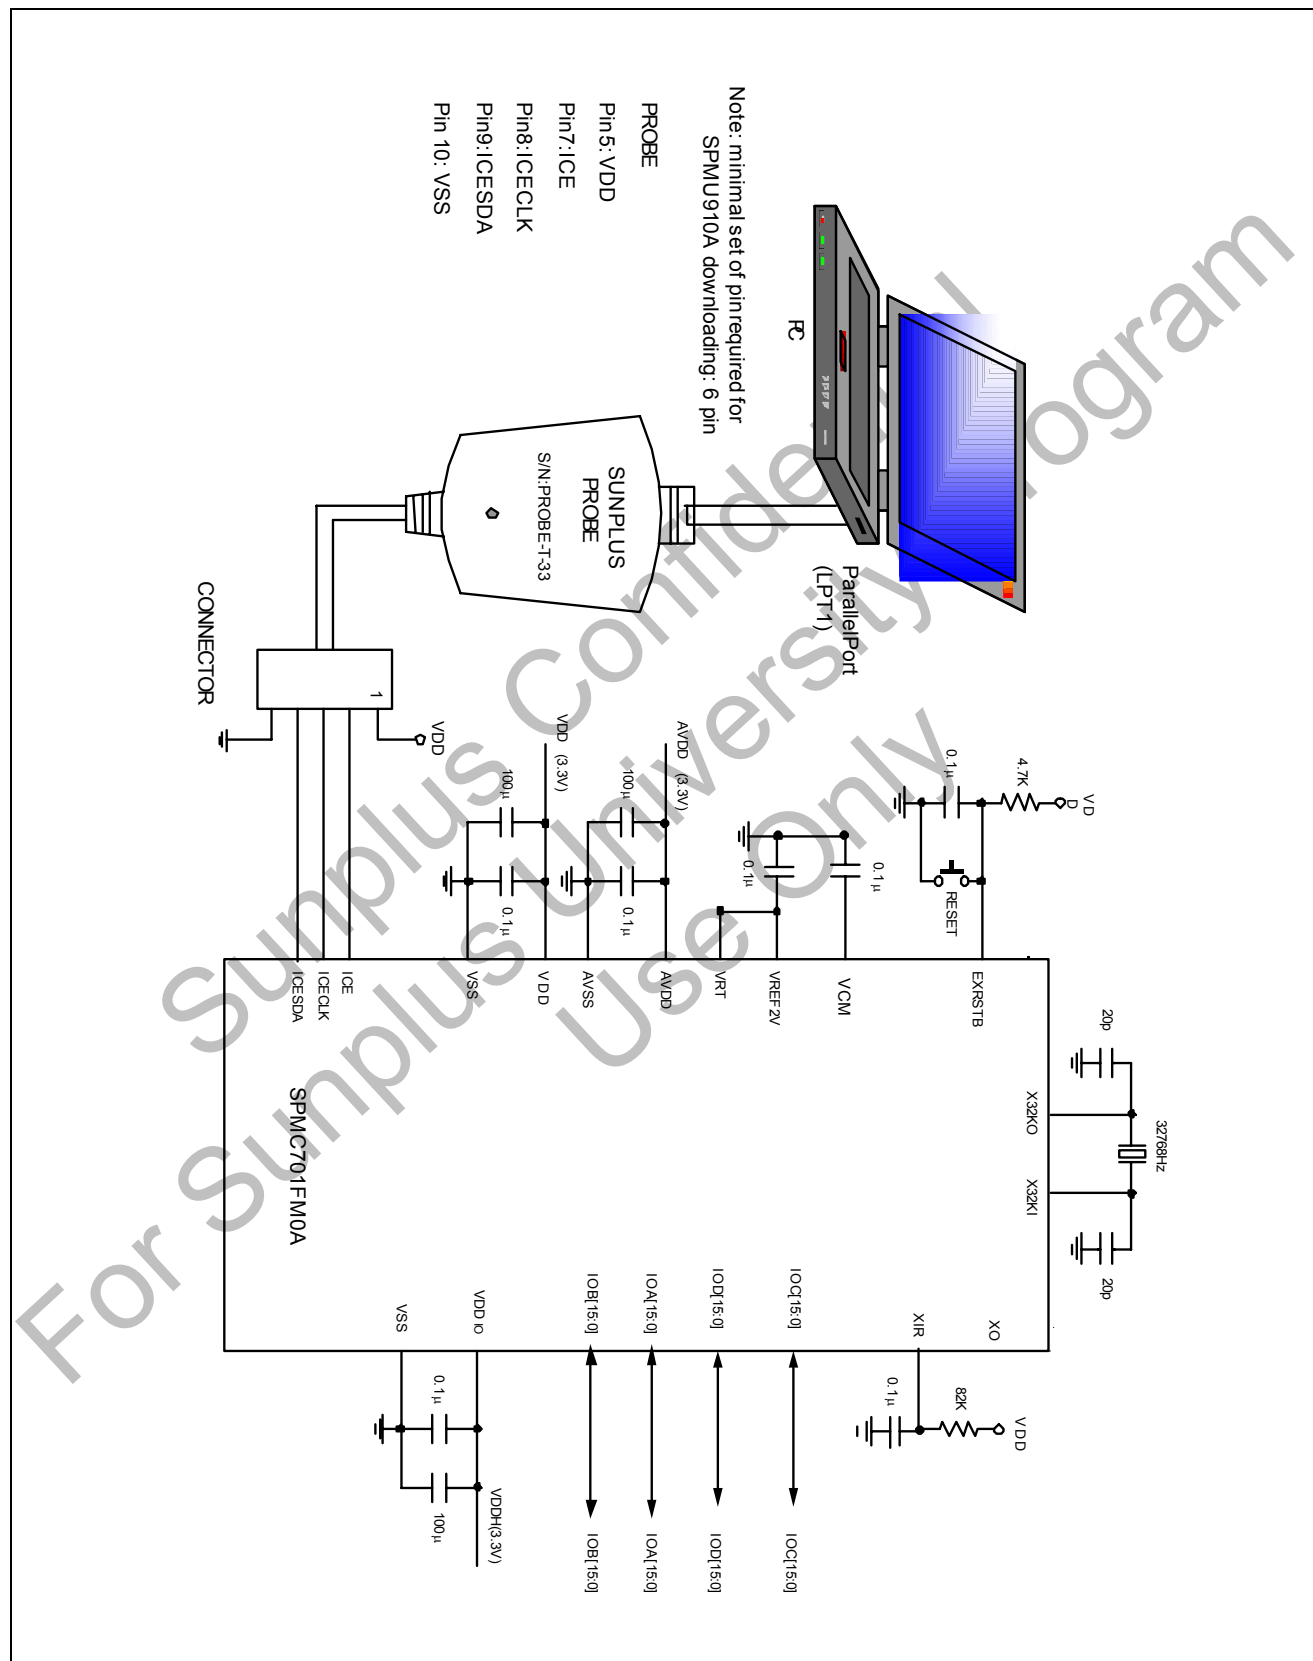 Note: minimal set of pin required for
SPMU910A downloading: 6 pin
PROBE
Pin5: VDD
Pin7:ICE
Pin8:ICECLK
Pin9:ICESDA
Pin 10: VSS
PC
ParallelPort
(LPT1)
SUNPLUS
PROBE
S/N:PROBE-T-33
CONNECTOR
1
VDD
VD
D
4.7K
0.1µ
RESET
0.1µ
0.1µ
AVDD (3.3V)
100µ
0.1µ
VDD (3.3V)
100µ
0.1µ
EXRSTB
VCM
VREF2V
VRT
AVDD
AVSS
VDD
VSS
ICE
ICECLK
ICESDA
20p
32768Hz
20p
X32KO
X32KI
SPMC701FM0A
XO
XIR
IOC[15:0]
IOD[15:0]
IOA[15:0]
IOB[15:0]
VDD IO
VSS
VDD
82K
0.1µ
0.1µ
100µ
VDDH(3.3V)
IOC[15:0]
IOD[15:0]
IOA[15:0]
IOB[15:0]
Sunplus Confidential
For Sunplus University Program
Use Only